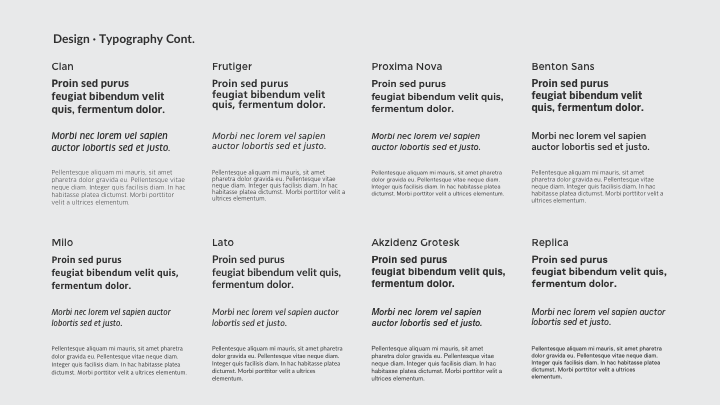 Design · Typography Cont.
Clan
Proin sed purus
feugiat bibendum velit
quis, fermentum dolor.
Morbi nec lorem vel sapien
auctor lobortis sed et justo.
Pellentesque aliquam mi mauris, sit amet
pharetra dolor gravida eu. Pellentesque vitae
neque diam. Integer quis facilisis diam. In hac
habitasse platea dictumst. Morbi porttitor
velit a ultrices elementum.
Frutiger
Proin sed purus
feugiat bibendum velit
quis, fermentum dolor.
Morbi nec lorem vel sapien
auctor lobortis sed et justo.
Pellentesque aliquam mi mauris, sit amet
pharetra dolor gravida eu. Pellentesque vitae
neque diam. Integer quis facilisis diam. In hac
habitasse platea dictumst. Morbi porttitor velit a
ultrices elementum.
Proxima Nova
Proin sed purus
feugiat bibendum velit quis,
fermentum dolor.
Morbi nec lorem vel sapien
auctor lobortis sed et justo.
Pellentesque aliquam mi mauris, sit amet pharetra
dolor gravida eu. Pellentesque vitae neque diam.
Integer quis facilisis diam. In hac habitasse platea
dictumst. Morbi porttitor velit a ultrices elementum.
Benton Sans
Proin sed purus
feugiat bibendum velit
quis, fermentum dolor.
Morbi nec lorem vel sapien
auctor lobortis sed et justo.
Pellentesque aliquam mi mauris, sit amet
pharetra dolor gravida eu. Pellentesque vitae
neque diam. Integer quis facilisis diam. In hac
habitasse platea dictumst. Morbi porttitor velit a
ultrices elementum.
Milo
Proin sed purus
feugiat bibendum velit quis,
fermentum dolor.
Morbi nec lorem vel sapien auctor
lobortis sed et justo.
Pellentesque aliquam mi mauris, sit amet pharetra
dolor gravida eu. Pellentesque vitae neque diam.
Integer quis facilisis diam. In hac habitasse platea
dictumst. Morbi porttitor velit a ultrices elementum.
Lato
Proin sed purus
feugiat bibendum velit quis,
fermentum dolor.
Morbi nec lorem vel sapien auctor
lobortis sed et justo.
Pellentesque aliquam mi mauris, sit amet pharetra
dolor gravida eu. Pellentesque vitae neque diam.
Integer quis facilisis diam. In hac habitasse platea
dictumst. Morbi porttitor velit a ultrices
elementum.
Akzidenz Grotesk
Proin sed purus
feugiat bibendum velit quis,
fermentum dolor.
Morbi nec lorem vel sapien
auctor lobortis sed et justo.
Pellentesque aliquam mi mauris, sit amet
pharetra dolor gravida eu. Pellentesque vitae
neque diam. Integer quis facilisis diam. In hac
habitasse platea dictumst. Morbi porttitor velit a
ultrices elementum.
Replica
Proin sed purus
feugiat bibendum velit quis,
fermentum dolor.
Morbi nec lorem vel sapien auctor
lobortis sed et justo.
Pellentesque aliquam mi mauris, sit amet pharetra
dolor gravida eu. Pellentesque vitae neque diam.
Integer quis facilisis diam. In hac habitasse platea
dictumst. Morbi porttitor velit a ultrices
elementum.